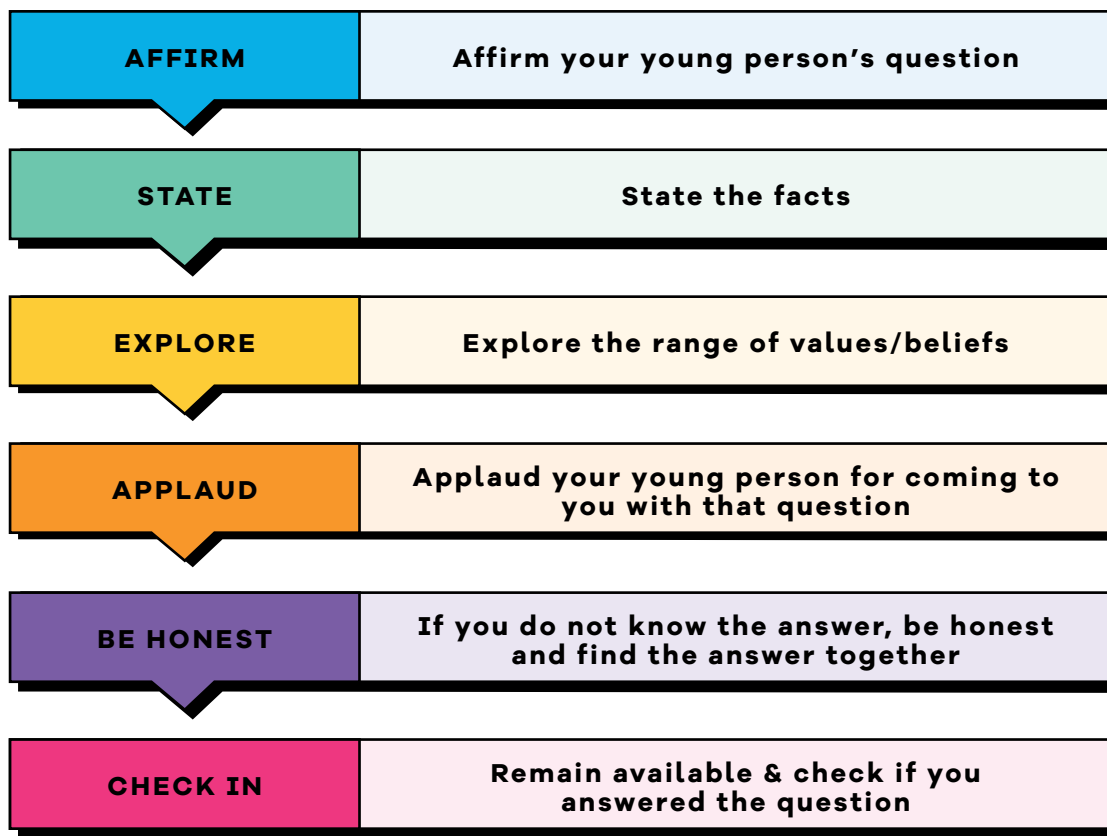 AFFIRM
Affirm your young person's question
STATE
State the facts
EXPLORE
Explore the range of values/beliefs
APPLAUD
Applaud your young person for coming to
you with that question
BE HONEST
If you do not know the answer, be honest
and find the answer together
CHECK IN
Remain available & check if you
answered the question